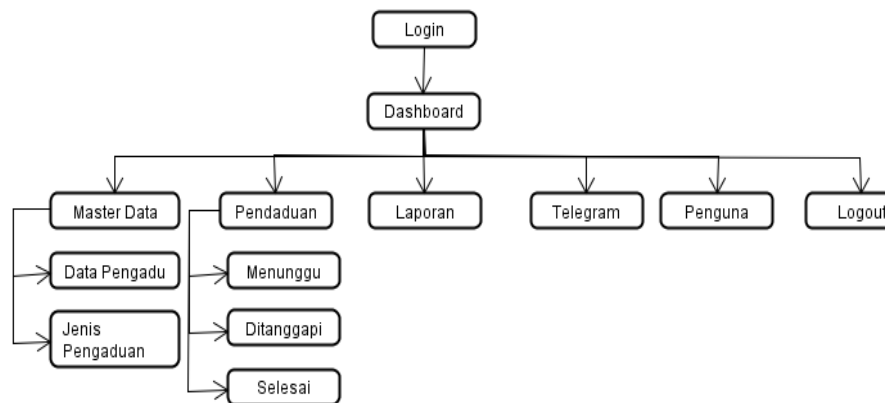 Login
Dashboard
Master Data
Pendaduan
Laporan
Telegram
Penguna
Logout
Data Pengadu
Menunggu
Jenis
Pengaduan
Ditanggapi
Selesai